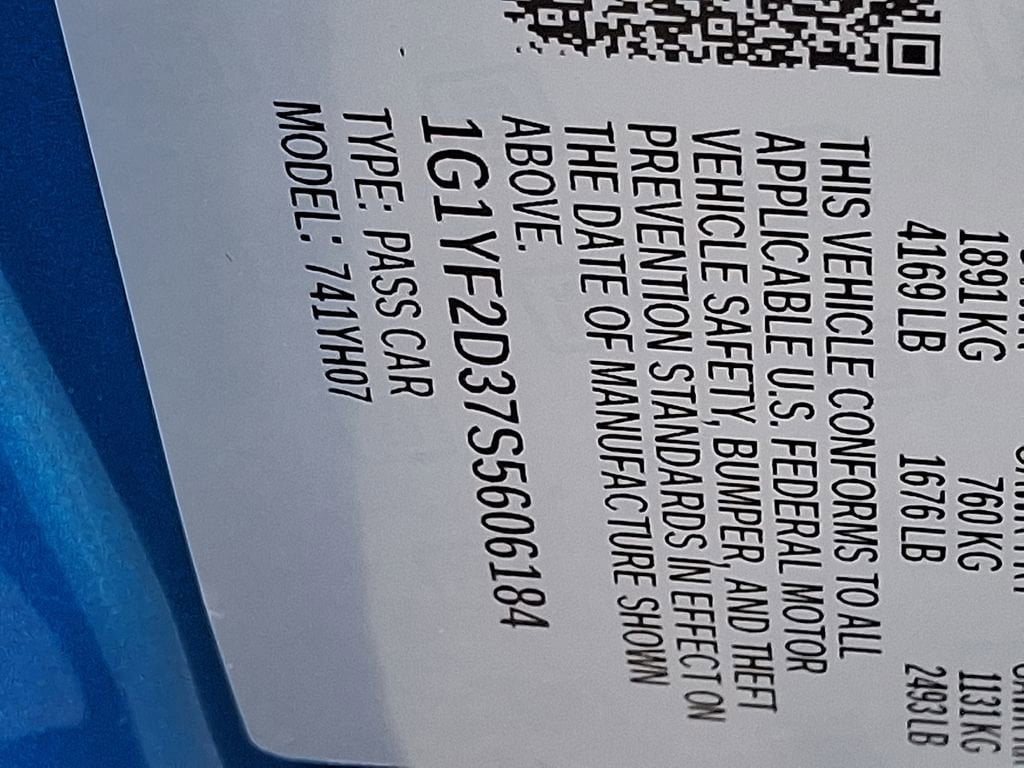 1891 KG 760 KG 1131 KG
4169 LB 1676 LB 2493 LB
THIS VEHICLE CONFORMS TO ALL
APPLICABLE U.S. FEDERAL MOTOR
VEHICLE SAFETY, BUMPER, AND THEFT
PREVENTION STANDARDS IN EFFECT ON
THE DATE OF MANUFACTURE SHOWN
ABOVE.
1G1YF2D37S5606184
TYPE: PASS CAR
MODEL: 741YH07